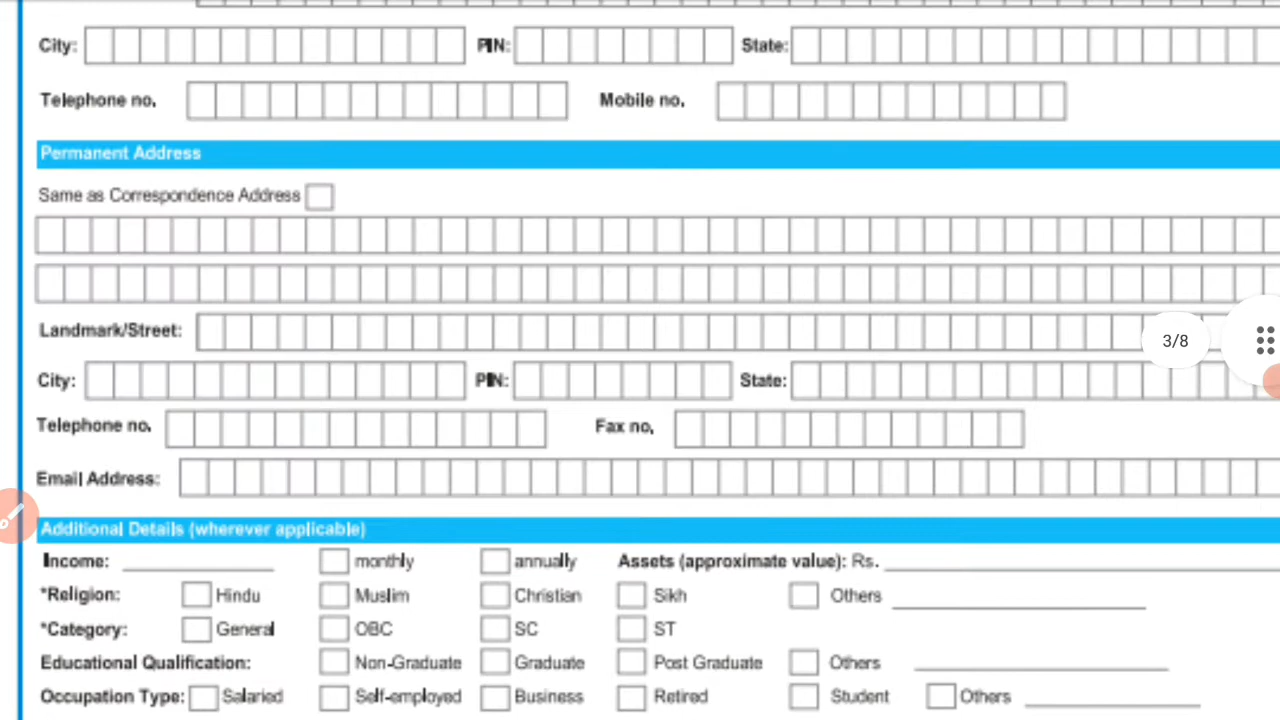 City: PIN: State:
Telephone no. Mobile no.
Permanent Address
Same as Correspondence Address
Landmark/Street:
3/8
City: PIN: State:
Telephone no. Fax no.
Email Address:
Additional Details (wherever applicable)
Income: monthly annually Assets (approximate value): Rs.
*Religion: Hindu Muslim Christian Sikh Others
*Category: General OBC SC ST
Educational Qualification: Non-Graduate Graduate Post Graduate Others
Occupation Type: Salaried Self-employed Business Retired Student Others